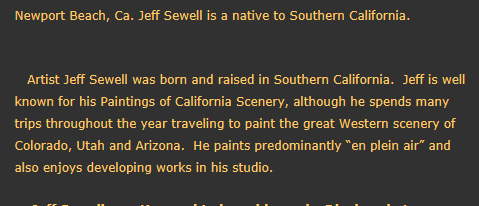 Newport Beach, Ca. Jeff Sewell is a native to Southern California.
Artist Jeff Sewell was born and raised in Southern California.  Jeff is well
known for his Paintings of California Scenery, although he spends many
trips throughout the year traveling to paint the great Western scenery of
Colorado, Utah and Arizona.  He paints predominantly “en plein air” and
also enjoys developing works in his studio.